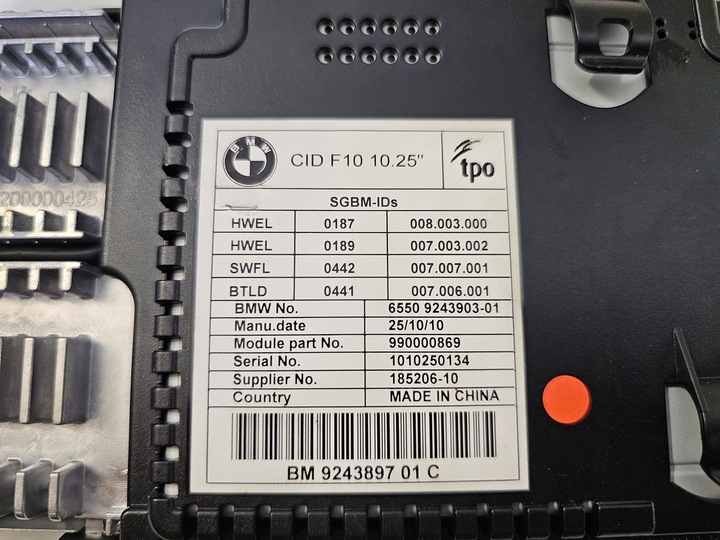 BMW
CID F10 10.25"
tpo
SGBM-IDs
HWEL 0187 008.003.000
HWEL 0189 007.003.002
SWFL 0442 007.007.001
BTLD 0441 007.006.001
BMW No. 6550 9243903-01
Manu.date 25/10/10
Module part No. 990000869
Serial No. 1010250134
Supplier No. 185206-10
Country MADE IN CHINA
BM 9243897 01 C
209000425